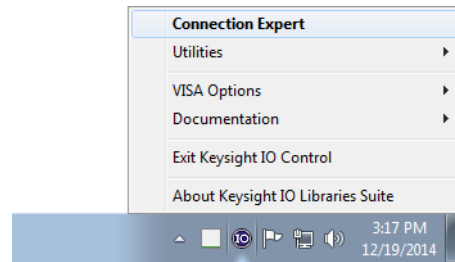 Connection Expert
Utilities
VISA Options
Documentation
Exit Keysight IO Control
About Keysight IO Libraries Suite
IO
3:17 PM
12/19/2014